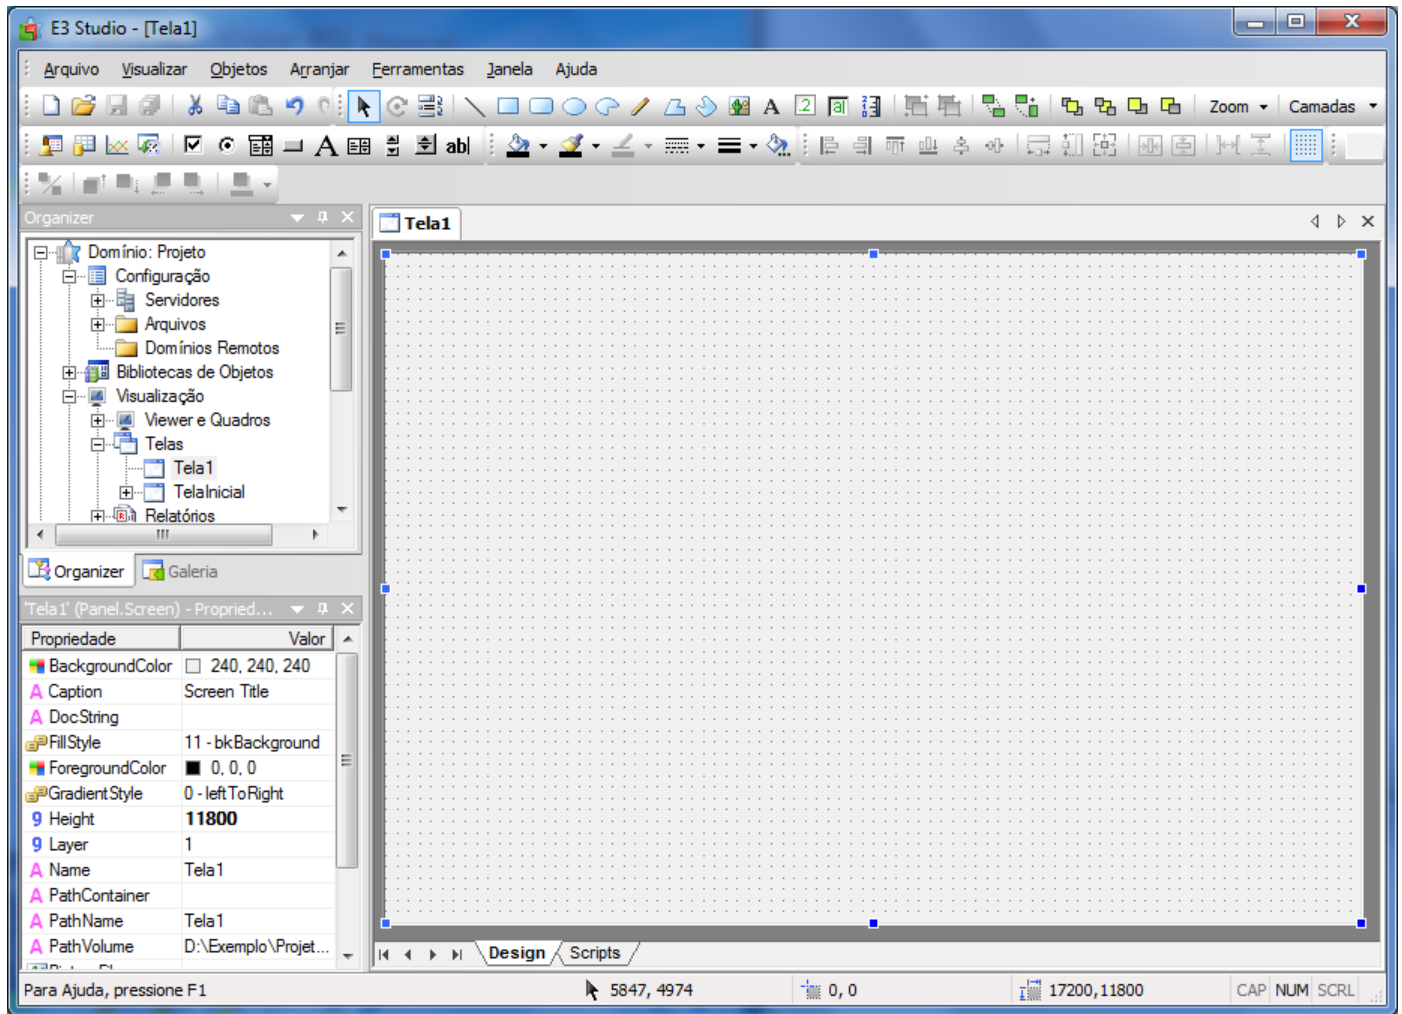 E3 Studio - [Tela1]
Arquivo Visualizar Objetos Arranjar Ferramentas Janela Ajuda
Zoom Camadas
Organizer
Tela1
Domínio: Projeto
Configuração
Servidores
Arquivos
Domínios Remotos
Bibliotecas de Objetos
Visualização
Viewer e Quadros
Telas
Tela1
TelaInicial
Relatórios
Organizer Galeria
'Tela1' (Panel.Screen) - Propried...
Propriedade Valor
BackgroundColor 240, 240, 240
Caption Screen Title
DocString
FillStyle 11 - bkBackground
ForegroundColor 0, 0, 0
GradientStyle 0 - leftToRight
Height 11800
Layer 1
Name Tela1
PathContainer
PathName Tela1
PathVolume D:\Exemplo\Projet...
Design Scripts
Para Ajuda, pressione F1 5847, 4974 0, 0 17200,11800 CAP NUM SCRL